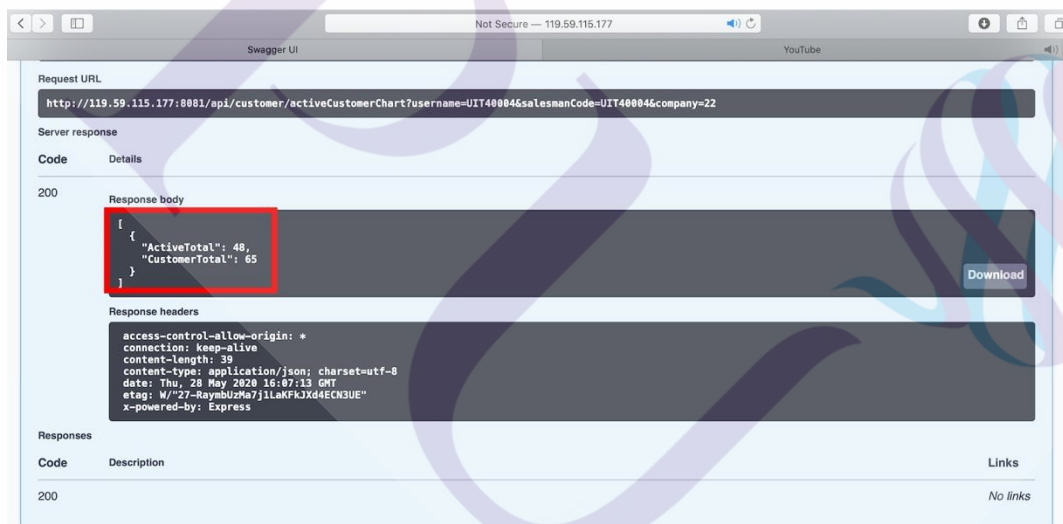 Not Secure — 119.59.115.177
Swagger UI
YouTube
Request URL
http://119.59.115.177:8081/api/customer/activeCustomerChart?username=UIT40004&salesmanCode=UIT40004&company=22
Server response
Code Details
200
Response body
[
{
"ActiveTotal": 48,
"CustomerTotal": 65
}
]
Download
Response headers
access-control-allow-origin: *
connection: keep-alive
content-length: 39
content-type: application/json; charset=utf-8
date: Thu, 28 May 2020 16:07:13 GMT
etag: W/"27-RaymbUzMa7j1LaKFkJXd4ECN3UE"
x-powered-by: Express
Responses
Code Description Links
200 No links